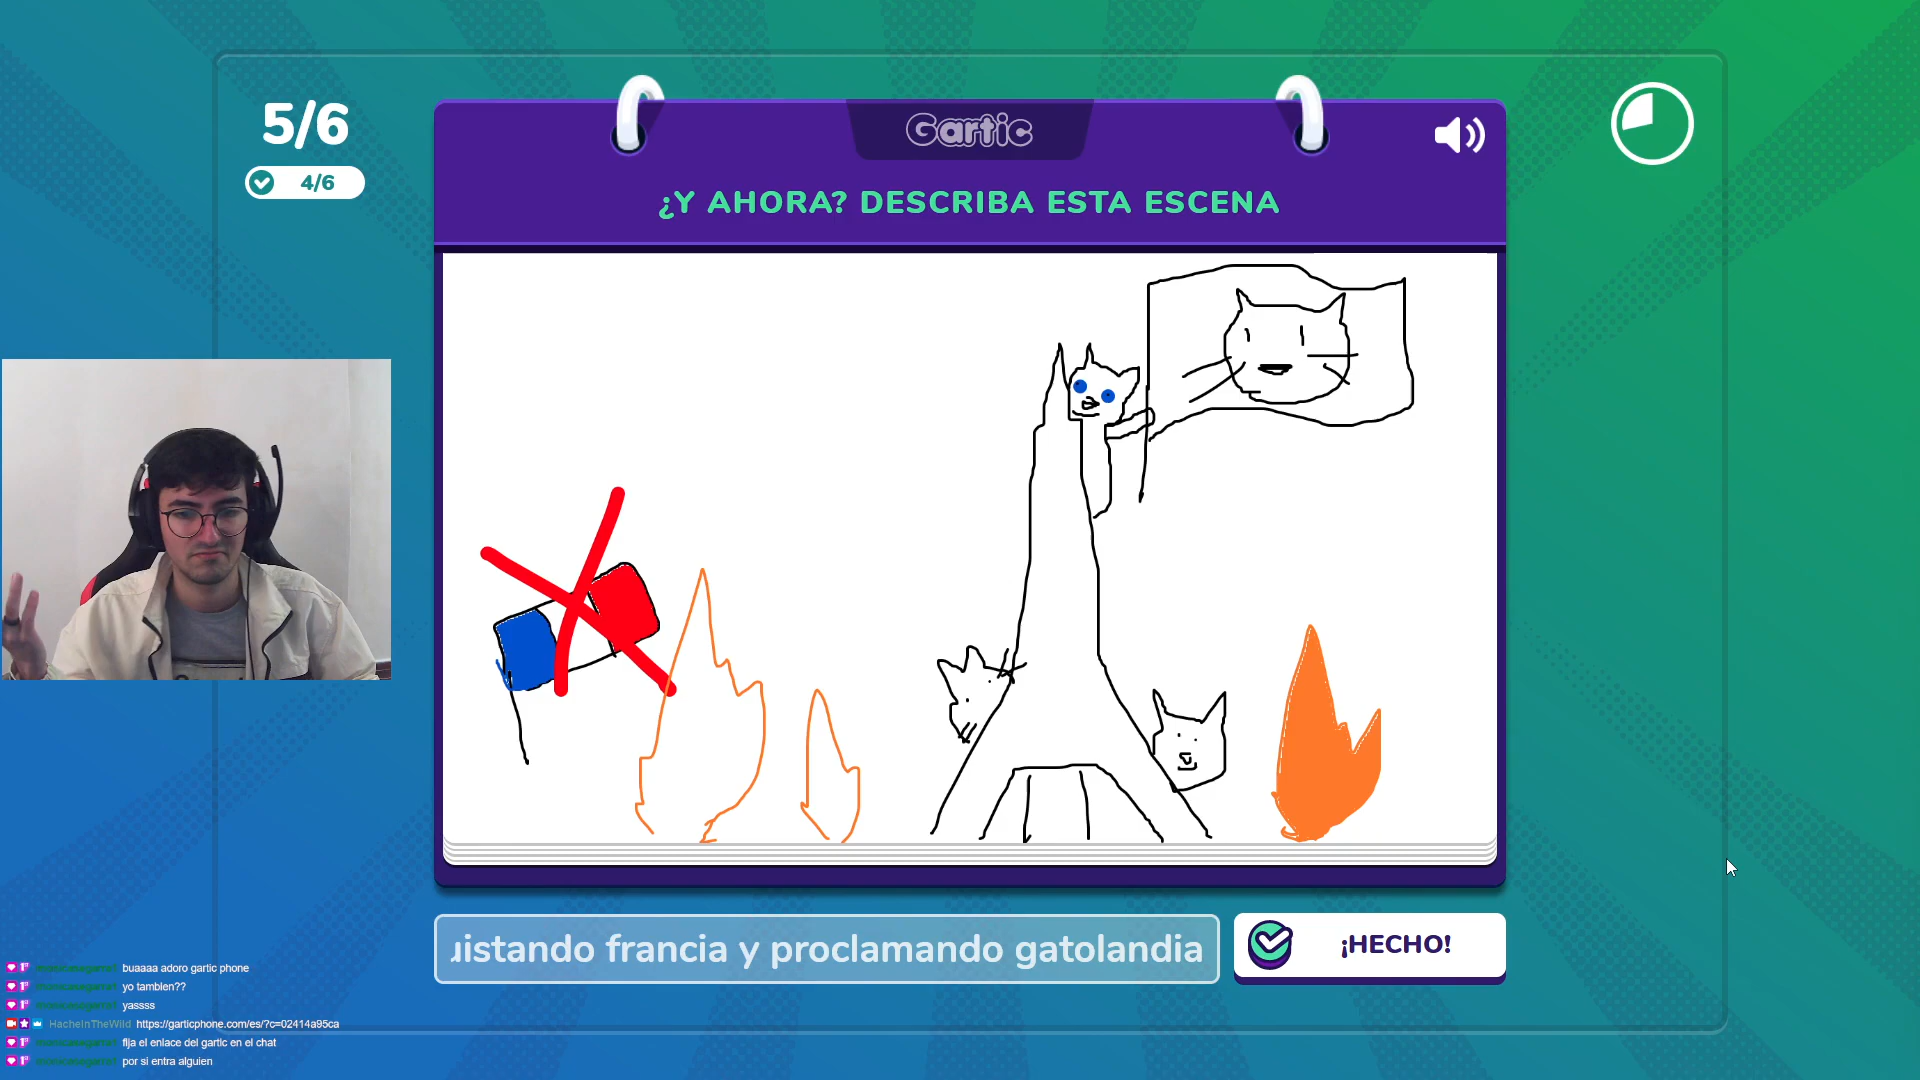 5/6
4/6
Gartic
¿Y AHORA? DESCRIBA ESTA ESCENA
francia y proclamando gatolandia
¡HECHO!
buaaaa adoro gartic phone
yo tambien??
yassss
HacheInTheWild https://garticphone.com/es/?c=02414a95ca
fija el enlace del gartic en el chat
por si entra alguien